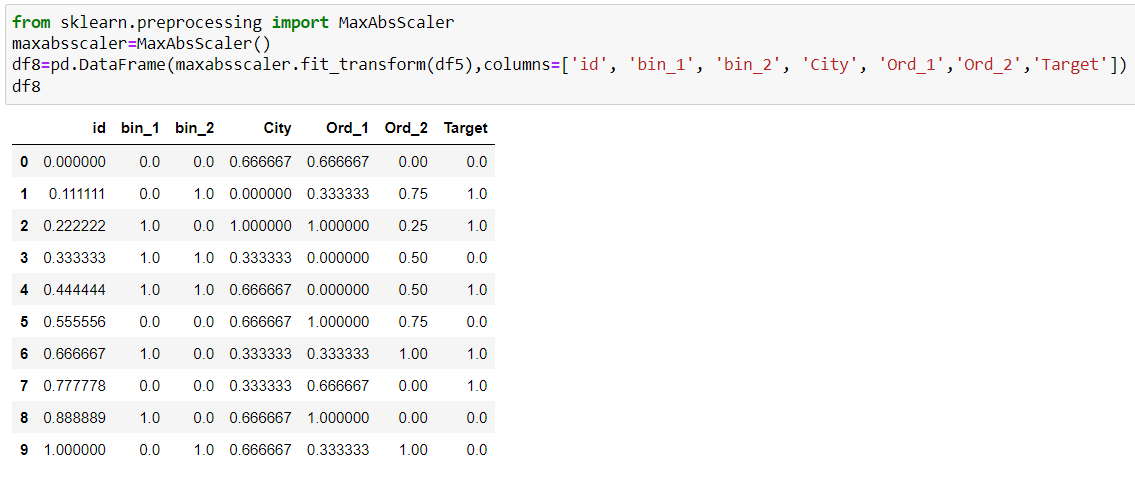 from sklearn.preprocessing import MaxAbsScaler
maxabsscaler=MaxAbsScaler()
df8=pd.DataFrame(maxabsscaler.fit_transform(df5),columns=['id', 'bin_1', 'bin_2', 'City', 'Ord_1','Ord_2','Target'])
df8
id bin_1 bin_2 City Ord_1 Ord_2 Target
0 0.000000 0.0 0.0 0.666667 0.666667 0.00 0.0
1 0.111111 0.0 1.0 0.000000 0.333333 0.75 1.0
2 0.222222 1.0 0.0 1.000000 1.000000 0.25 1.0
3 0.333333 1.0 1.0 0.333333 0.000000 0.50 0.0
4 0.444444 1.0 1.0 0.666667 0.000000 0.50 1.0
5 0.555556 0.0 0.0 0.666667 1.000000 0.75 0.0
6 0.666667 1.0 0.0 0.333333 0.333333 1.00 1.0
7 0.777778 0.0 0.0 0.333333 0.666667 0.00 1.0
8 0.888889 1.0 0.0 0.666667 1.000000 0.00 0.0
9 1.000000 0.0 1.0 0.666667 0.333333 1.00 0.0